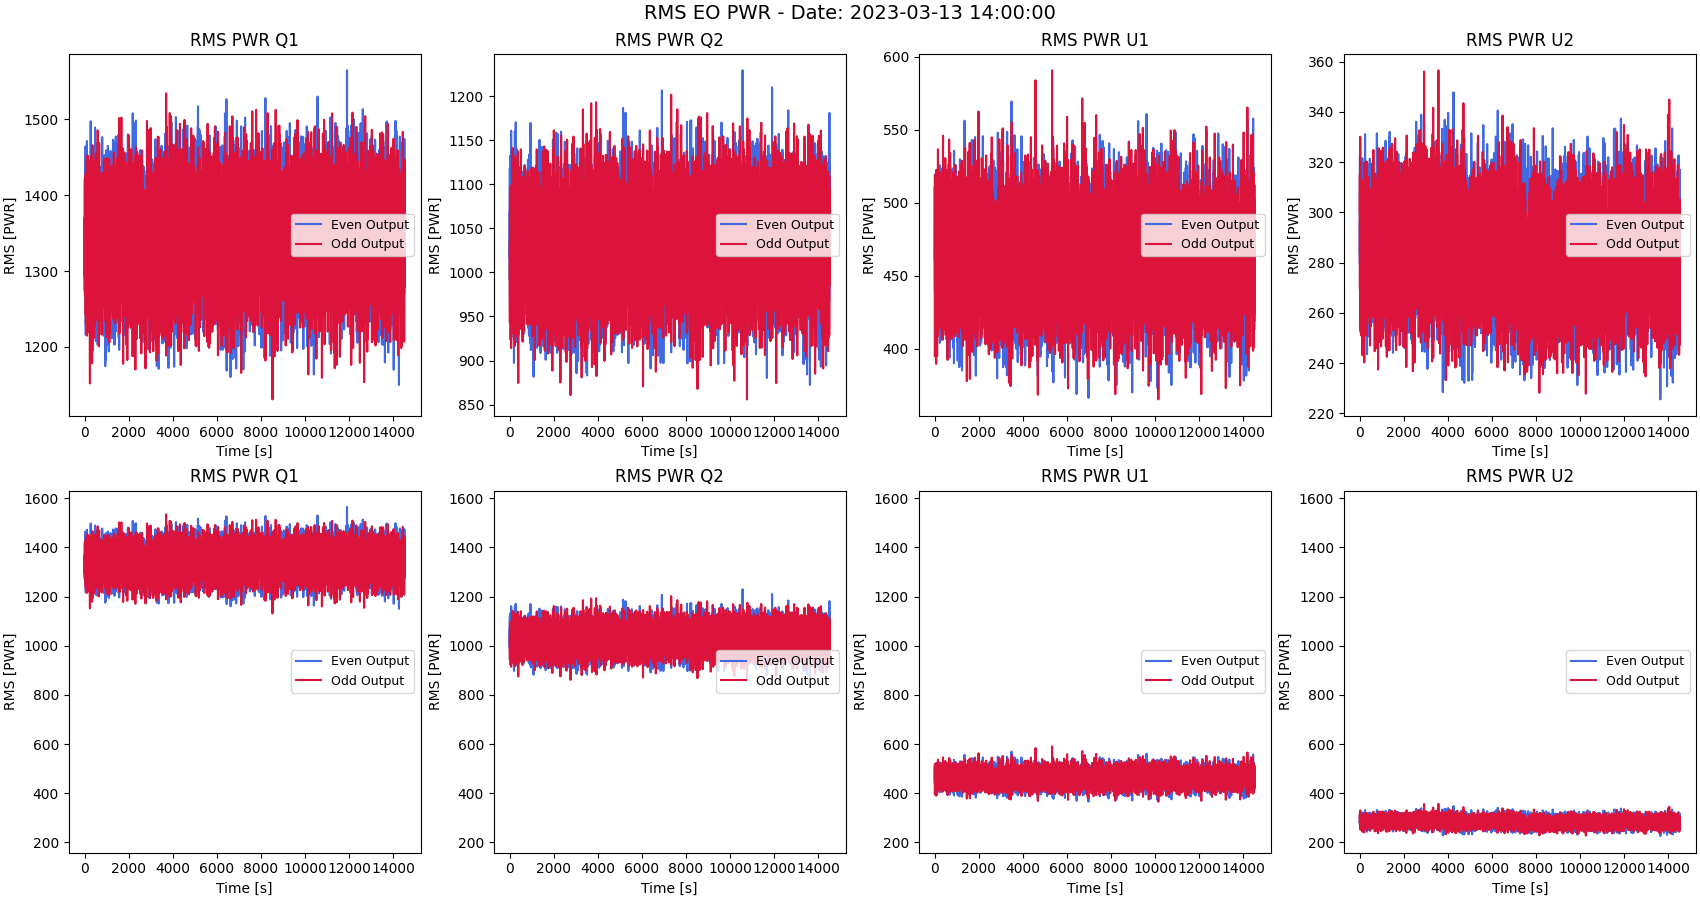 RMS EO PWR - Date: 2023-03-13 14:00:00
RMS PWR Q1
RMS [PWR]
1500
1400
1300
1200
Even Output
Odd Output
0 2000 4000 6000 8000 10000 12000 14000
Time [s]
RMS PWR Q2
RMS [PWR]
1200
1150
1100
1050
1000
950
900
850
Even Output
Odd Output
0 2000 4000 6000 8000 10000 12000 14000
Time [s]
RMS PWR U1
RMS [PWR]
600
550
500
450
400
Even Output
Odd Output
0 2000 4000 6000 8000 10000 12000 14000
Time [s]
RMS PWR U2
RMS [PWR]
360
340
320
300
280
260
240
220
Even Output
Odd Output
0 2000 4000 6000 8000 10000 12000 14000
Time [s]
RMS PWR Q1
RMS [PWR]
1600
1400
1200
1000
800
600
400
200
Even Output
Odd Output
0 2000 4000 6000 8000 10000 12000 14000
Time [s]
RMS PWR Q2
RMS [PWR]
1600
1400
1200
1000
800
600
400
200
Even Output
Odd Output
0 2000 4000 6000 8000 10000 12000 14000
Time [s]
RMS PWR U1
RMS [PWR]
1600
1400
1200
1000
800
600
400
200
Even Output
Odd Output
0 2000 4000 6000 8000 10000 12000 14000
Time [s]
RMS PWR U2
RMS [PWR]
1600
1400
1200
1000
800
600
400
200
Even Output
Odd Output
0 2000 4000 6000 8000 10000 12000 14000
Time [s]